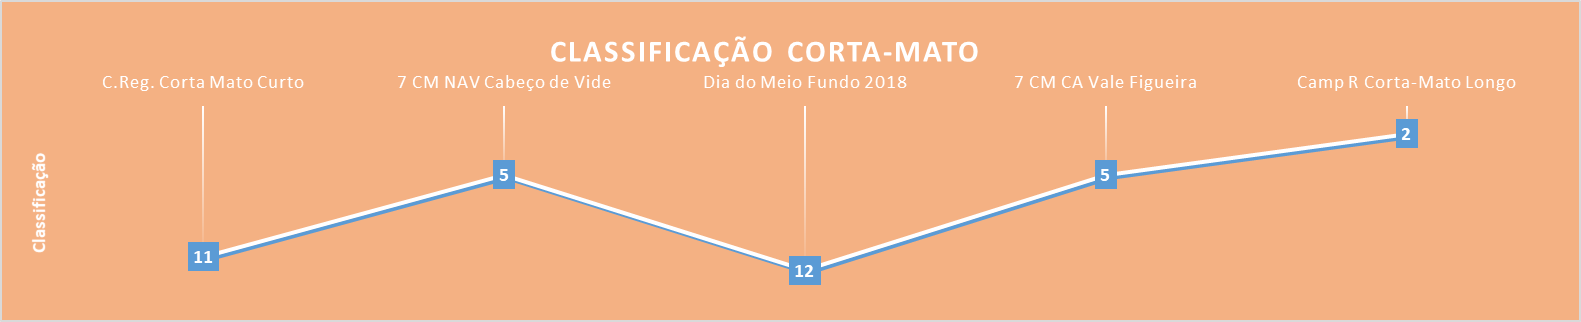 CLASSIFICAÇÃO CORTA-MATO
C.Reg. Corta Mato Curto
7 CM NAV Cabeço de Vide
Dia do Meio Fundo 2018
7 CM CA Vale Figueira
Camp R Corta-Mato Longo
Classificação
11
5
12
5
2